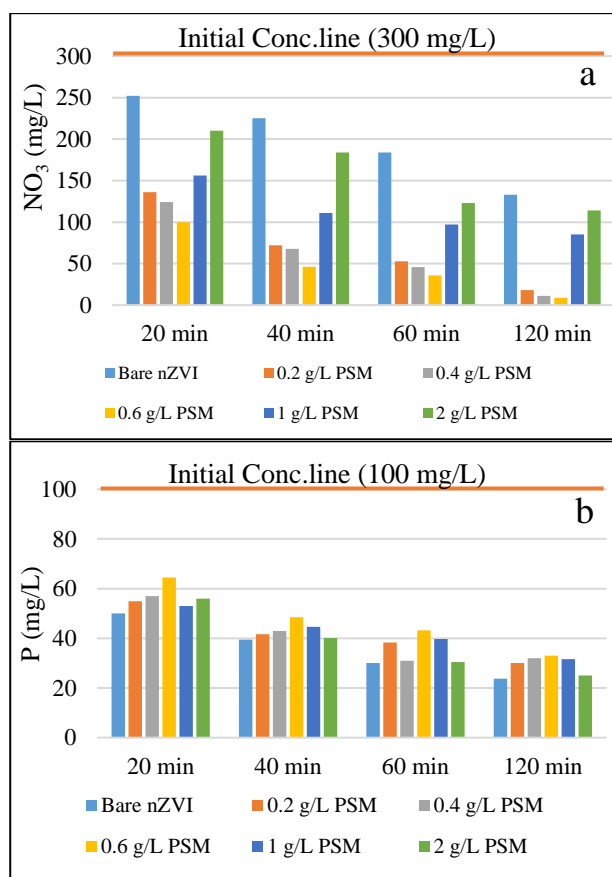 Initial Conc.line (300 mg/L)
a
NO3 (mg/L)
300
250
200
150
100
50
0
20 min 40 min 60 min 120 min
Bare nZVI 0.2 g/L PSM 0.4 g/L PSM
0.6 g/L PSM 1 g/L PSM 2 g/L PSM
Initial Conc.line (100 mg/L)
b
P (mg/L)
100
80
60
40
20
0
20 min 40 min 60 min 120 min
Bare nZVI 0.2 g/L PSM 0.4 g/L PSM
0.6 g/L PSM 1 g/L PSM 2 g/L PSM